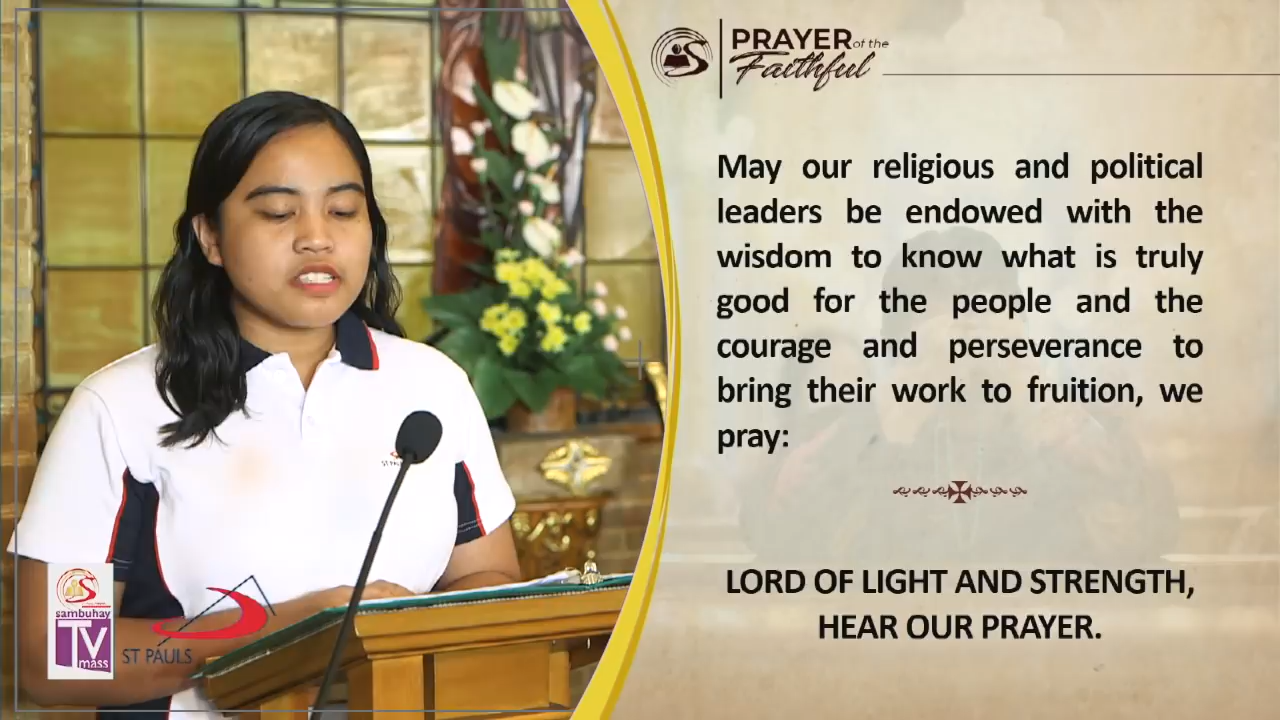 PRAYER of the
Faithful
May our religious and political
leaders be endowed with the
wisdom to know what is truly
good for the people and the
courage and perseverance to
bring their work to fruition, we
pray:
LORD OF LIGHT AND STRENGTH,
HEAR OUR PRAYER.
sambuhay
TV
mass
ST PAULS